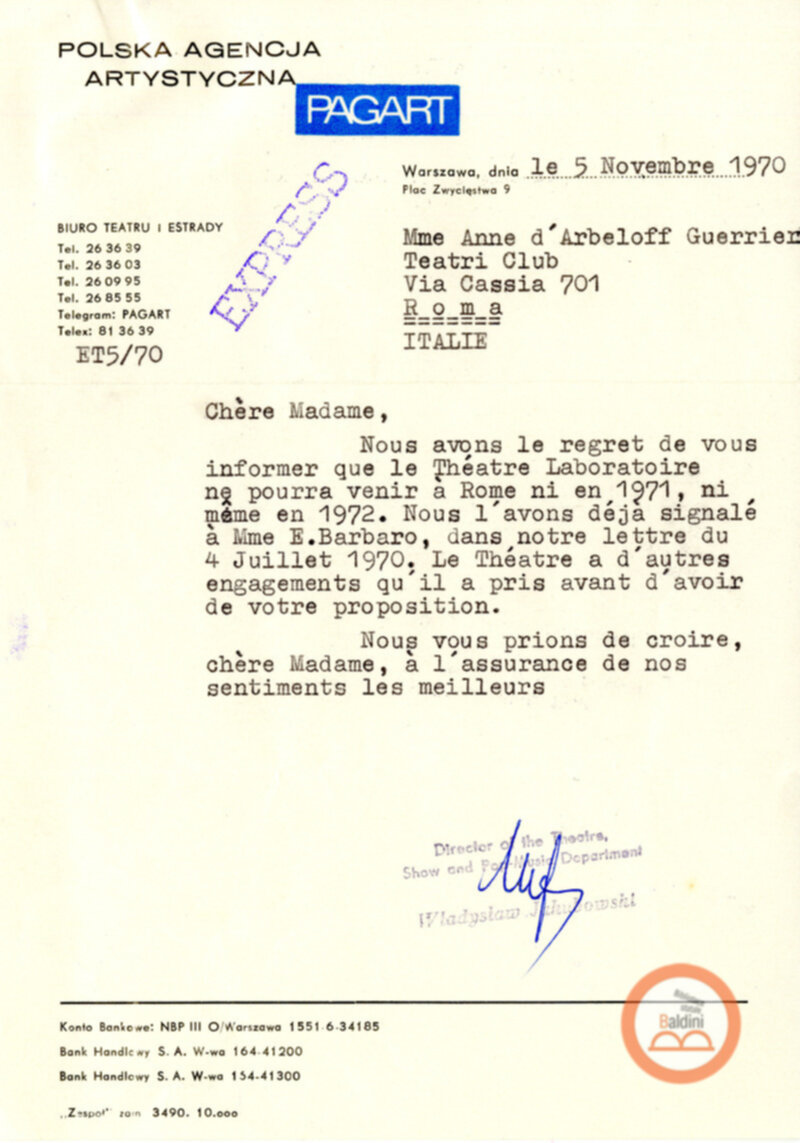 POLSKA AGENCJA
ARTYSTYCZNA
PAGART
Warszawa, dnia le 5 Novembre 1970
Plac Zwycięstwa 9
EXPRESS
BIURO TEATRU I ESTRADY
Tel. 26 36 39
Tel. 26 36 03
Tel. 26 09 95
Tel. 26 85 55
Telegram: PAGART
Telex: 81 36 39
ET5/70
Mme Anne d'Arbeloff Guerrier
Teatri Club
Via Cassia 701
R o m a
ITALIE
Chère Madame,
Nous avons le regret de vous
informer que le Théatre Laboratoire
ne pourra venir à Rome ni en 1971, ni
même en 1972. Nous l'avons déjà signalé
à Mme E.Barbaro, dans notre lettre du
4 Juillet 1970. Le Théatre a d'autres
engagements qu'il a pris avant d'avoir
de votre proposition.
Nous vous prions de croire,
chère Madame, à l'assurance de nos
sentiments les meilleurs
Director of the Theatre,
Show and Pop-Music Department
Władysław Jakubowski
Konto Bankowe: NBP III O/Warszawa 1551-6-34185
Bank Handlowy S. A. W-wa 164-41200
Bank Handlowy S. A. W-wa 154-41300
„Zespół" zam 3490. 10.000
Biblioteca
statale
Baldini